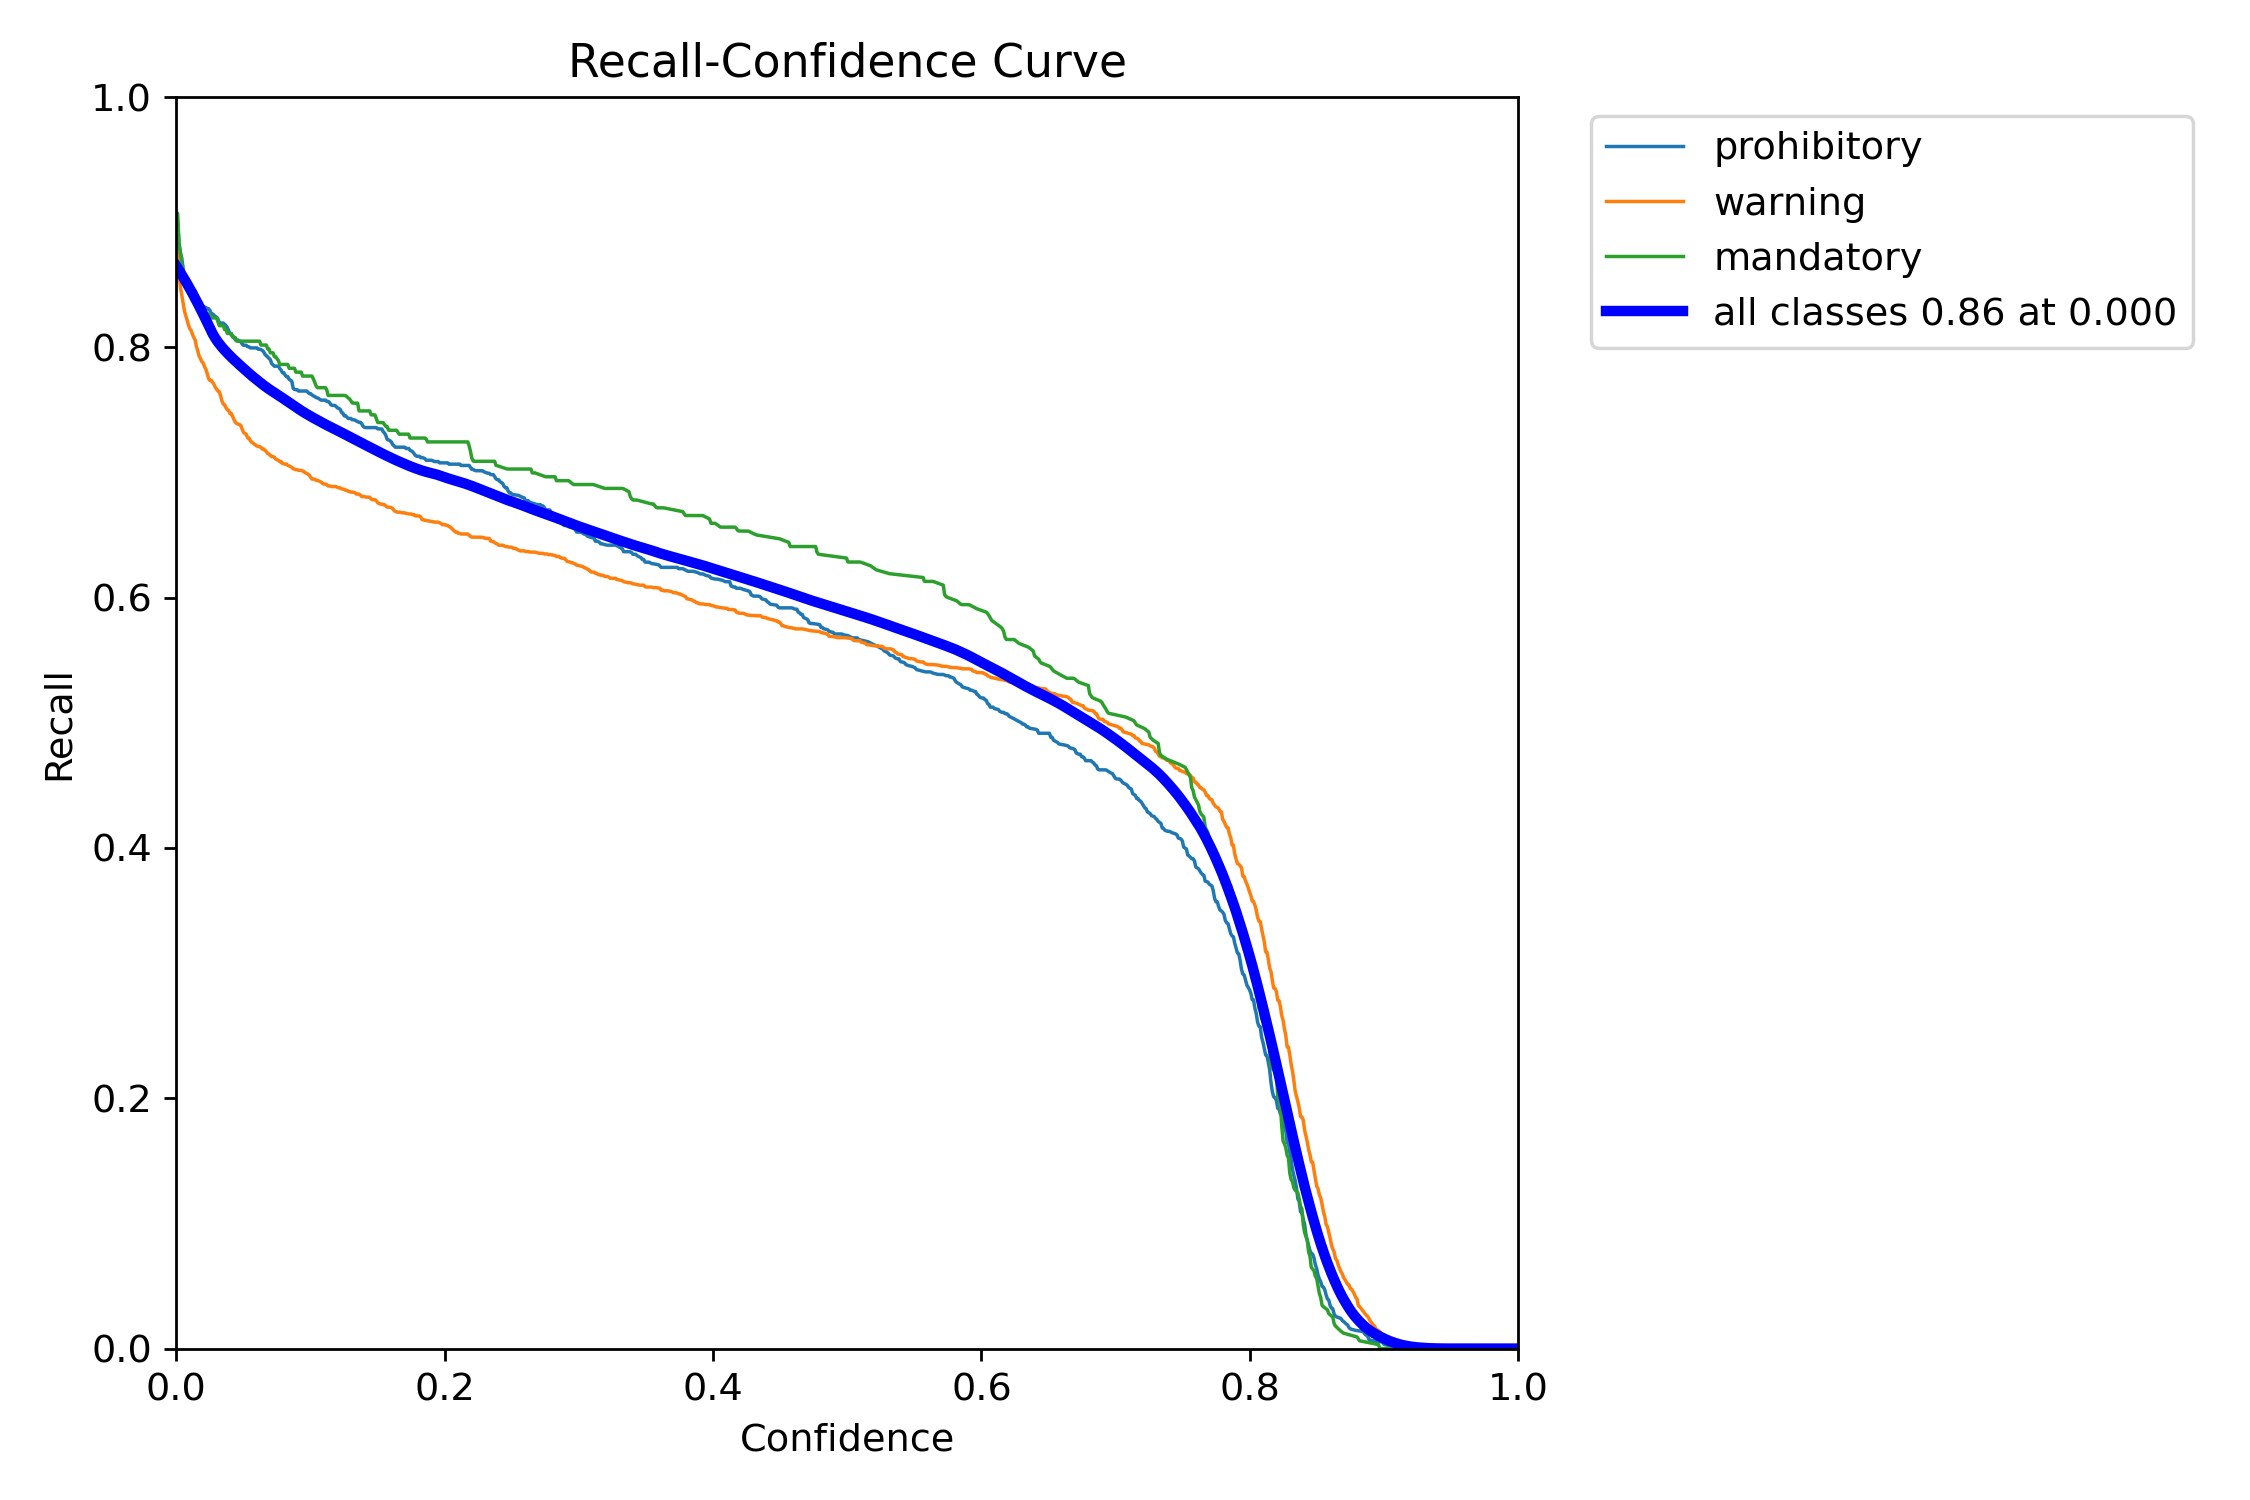 Recall-Confidence Curve
1.0
0.8
0.6
0.4
0.2
0.0
Recall
0.0 0.2 0.4 0.6 0.8 1.0
Confidence
prohibitory
warning
mandatory
all classes 0.86 at 0.000